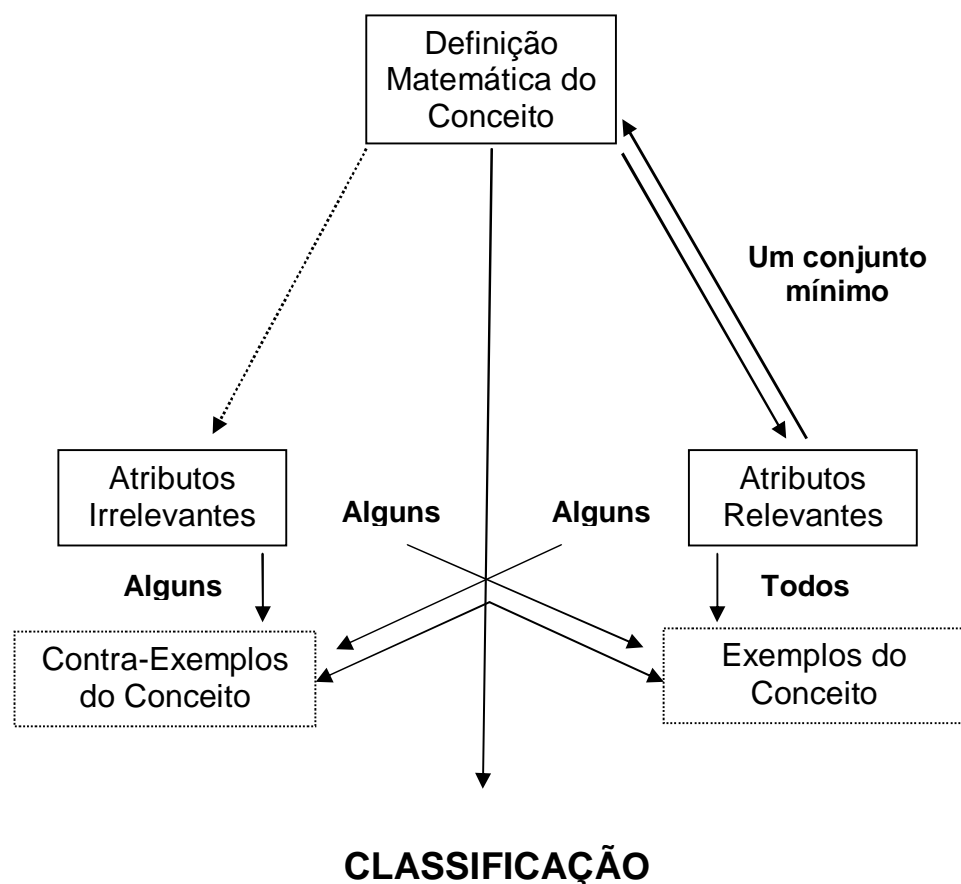 Definição
Matemática do
Conceito
Um conjunto
mínimo
Atributos
Irrelevantes
Alguns
Alguns
Atributos
Relevantes
Alguns
Todos
Contra-Exemplos
do Conceito
Exemplos do
Conceito
CLASSIFICAÇÃO